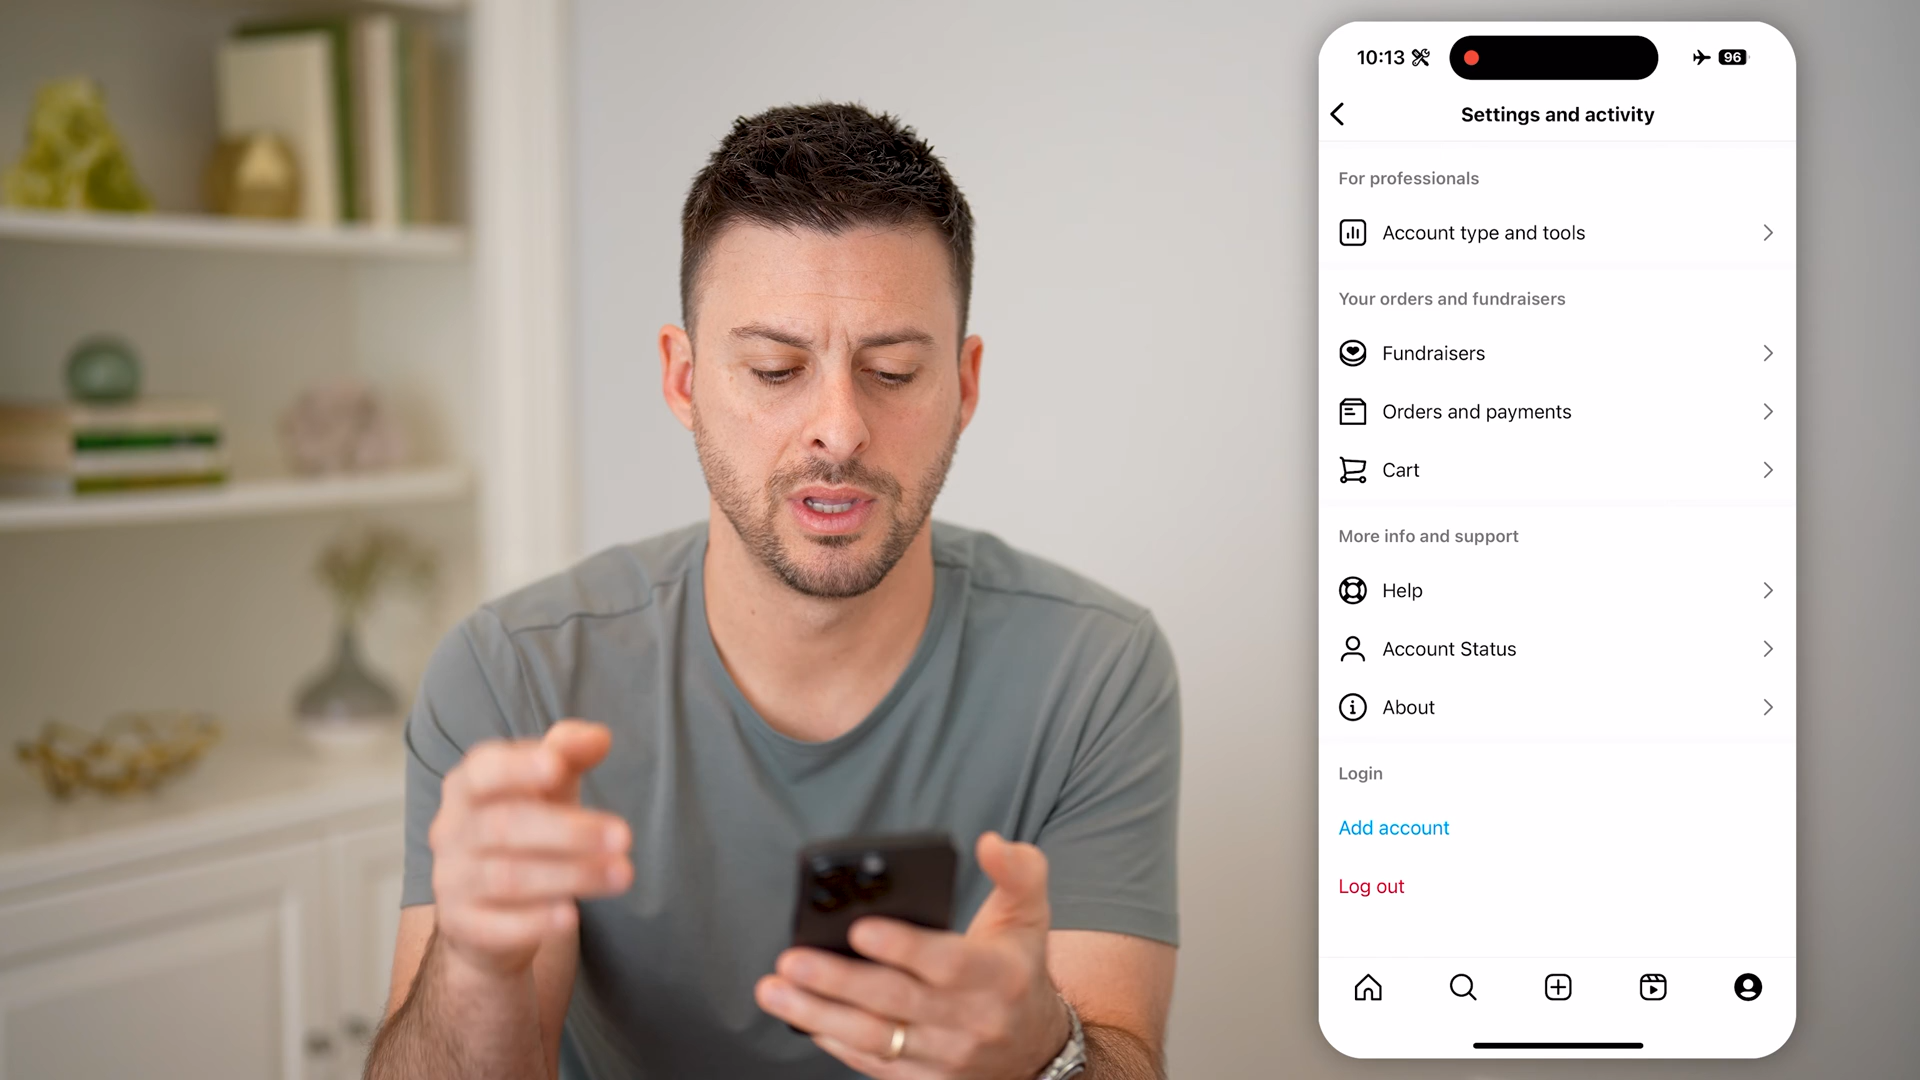 10:13
96
Settings and activity
For professionals
Account type and tools
Your orders and fundraisers
Fundraisers
Orders and payments
Cart
More info and support
Help
Account Status
About
Login
Add account
Log out